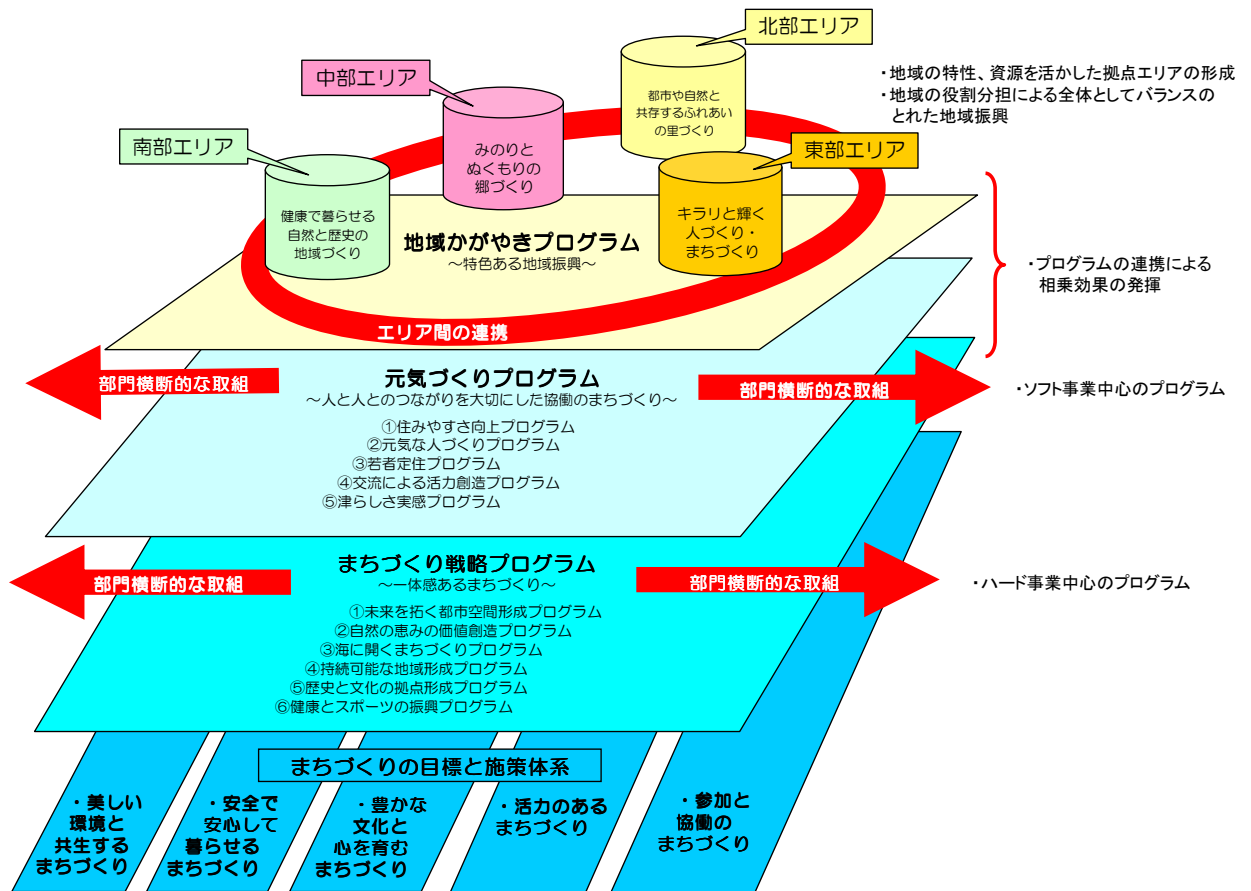 北部エリア
都市や自然と
共存するふれあい
の里づくり
中部エリア
みのりと
ぬくもりの
郷づくり
南部エリア
健康で暮らせる
自然と歴史の
地域づくり
東部エリア
キラリと輝く
人づくり・
まちづくり
・地域の特性、資源を活かした拠点エリアの形成
・地域の役割分担による全体としてバランスの
とれた地域振興
地域かがやきプログラム
～特色ある地域振興～
エリア間の連携
・プログラムの連携による
相乗効果の発揮
部門横断的な取組
元気づくりプログラム
～人と人とのつながりを大切にした協働のまちづくり～
①住みやすさ向上プログラム
②元気な人づくりプログラム
③若者定住プログラム
④交流による活力創造プログラム
⑤津らしさ実感プログラム
部門横断的な取組
・ソフト事業中心のプログラム
部門横断的な取組
まちづくり戦略プログラム
～一体感あるまちづくり～
①未来を拓く都市空間形成プログラム
②自然の恵みの価値創造プログラム
③海に開くまちづくりプログラム
④持続可能な地域形成プログラム
⑤歴史と文化の拠点形成プログラム
⑥健康とスポーツの振興プログラム
部門横断的な取組
・ハード事業中心のプログラム
まちづくりの目標と施策体系
・美しい
環境と
共生する
まちづくり
・安全で
安心して
暮らせる
まちづくり
・豊かな
文化と
心を育む
まちづくり
・活力のある
まちづくり
・参加と
協働の
まちづくり